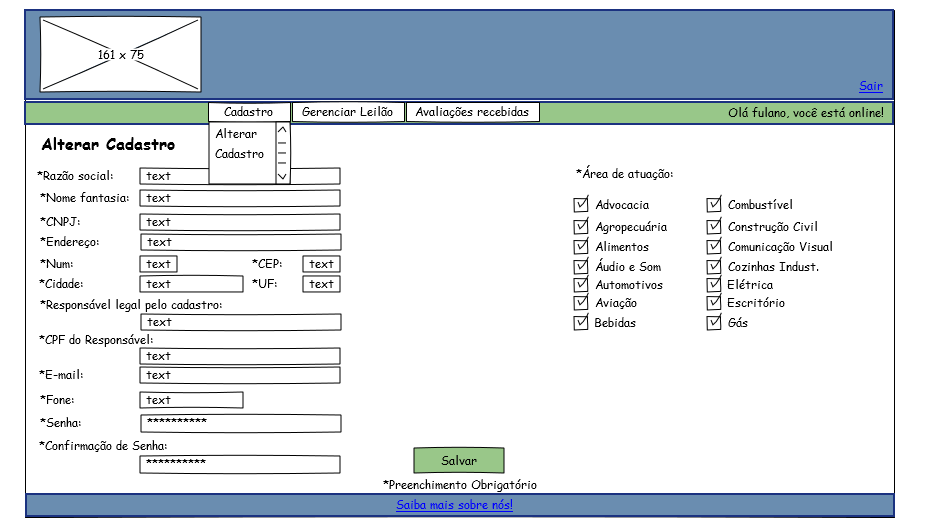 161 x 75
Sair
Cadastro Gerenciar Leilão Avaliações recebidas Olá fulano, você está online!
Alterar
Cadastro
Alterar Cadastro
*Razão social: text
*Nome fantasia: text
*CNPJ: text
*Endereço: text
*Num: text *CEP: text
*Cidade: text *UF: text
*Responsável legal pelo cadastro:
text
*CPF do Responsável:
text
*E-mail: text
*Fone: text
*Senha: **********
*Confirmação de Senha:
**********
*Área de atuação:
Advocacia Combustível
Agropecuária Construção Civil
Alimentos Comunicação Visual
Áudio e Som Cozinhas Indust.
Automotivos Elétrica
Aviação Escritório
Bebidas Gás
Salvar
*Preenchimento Obrigatório
Saiba mais sobre nós!